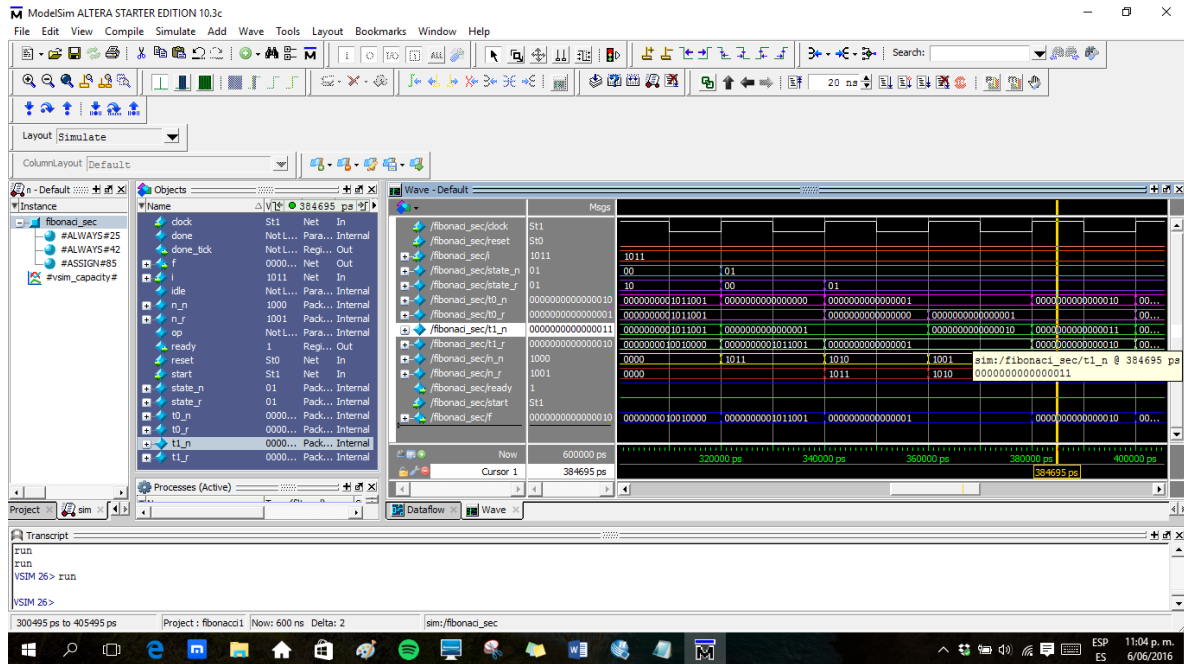 ModelSim ALTERA STARTER EDITION 10.3c
File Edit View Compile Simulate Add Wave Tools Layout Bookmarks Window Help
Search:
20 ns
Layout Simulate
ColumnLayout Default
n - Default
Instance
fibonaci_sec
#ALWAYS#25
#ALWAYS#42
#ASSIGN#85
#vsim_capacity#
Objects
Name 384695 ps
clock St1 Net In
done Not L... Para... Internal
done_tick Not L... Regi... Out
f 0000... Net Out
i 1011 Net In
idle Not L... Para... Internal
n_n 1000 Pack... Internal
n_r 1001 Pack... Internal
op Not L... Para... Internal
ready 1 Regi... Out
reset St0 Net In
start St1 Net In
state_n 01 Pack... Internal
state_r 01 Pack... Internal
t0_n 0000... Pack... Internal
t0_r 0000... Pack... Internal
t1_n 0000... Pack... Internal
t1_r 0000... Pack... Internal
Processes (Active)
Wave - Default
Msgs
/fibonaci_sec/clock St1
/fibonaci_sec/reset St0
/fibonaci_sec/i 1011 1011
/fibonaci_sec/state_n 01 00 01
/fibonaci_sec/state_r 01 10 00 01
/fibonaci_sec/t0_n 0000000000000010 0000000001011001 0000000000000000 0000000000000001 0000000000000010 00...
/fibonaci_sec/t0_r 0000000000000001 0000000001011001 0000000000000000 0000000000000001 00...
/fibonaci_sec/t1_n 0000000000000011 0000000001011001 0000000000000001 0000000000000010 0000000000000011 00...
/fibonaci_sec/t1_r 0000000000000010 0000000010010000 0000000001011001 0000000000000001 0000000000000010 00...
/fibonaci_sec/n_n 1000 0000 1011 1010 1001
/fibonaci_sec/n_r 1001 0000 1011 1010
sim:/fibonaci_sec/t1_n @ 384695 ps
0000000000000011
/fibonaci_sec/ready 1
/fibonaci_sec/start St1
/fibonaci_sec/f 0000000000000010 0000000010010000 0000000001011001 0000000000000001 0000000000000010 00...
Now 600000 ps 320000 ps 340000 ps 360000 ps 380000 ps 400000 ps
Cursor 1 384695 ps 384695 ps
Project sim Dataflow Wave
Transcript
run
run
VSIM 26> run
VSIM 26>
300495 ps to 405495 ps Project : fibonacci1 Now: 600 ns Delta: 2 sim:/fibonaci_sec
ESP 11:04 p. m.
ES 6/06/2016